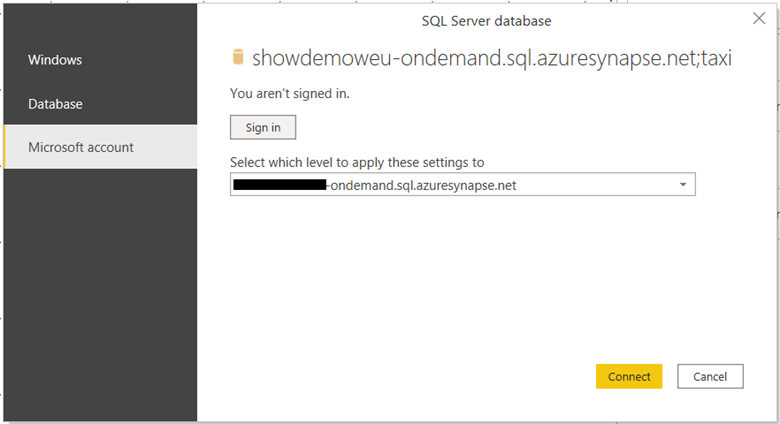 SQL Server database
Windows
Database
Microsoft account
showdemoweu-ondemand.sql.azuresynapse.net;taxi
You aren't signed in.
Sign in
Select which level to apply these settings to
-ondemand.sql.azuresynapse.net
Connect
Cancel